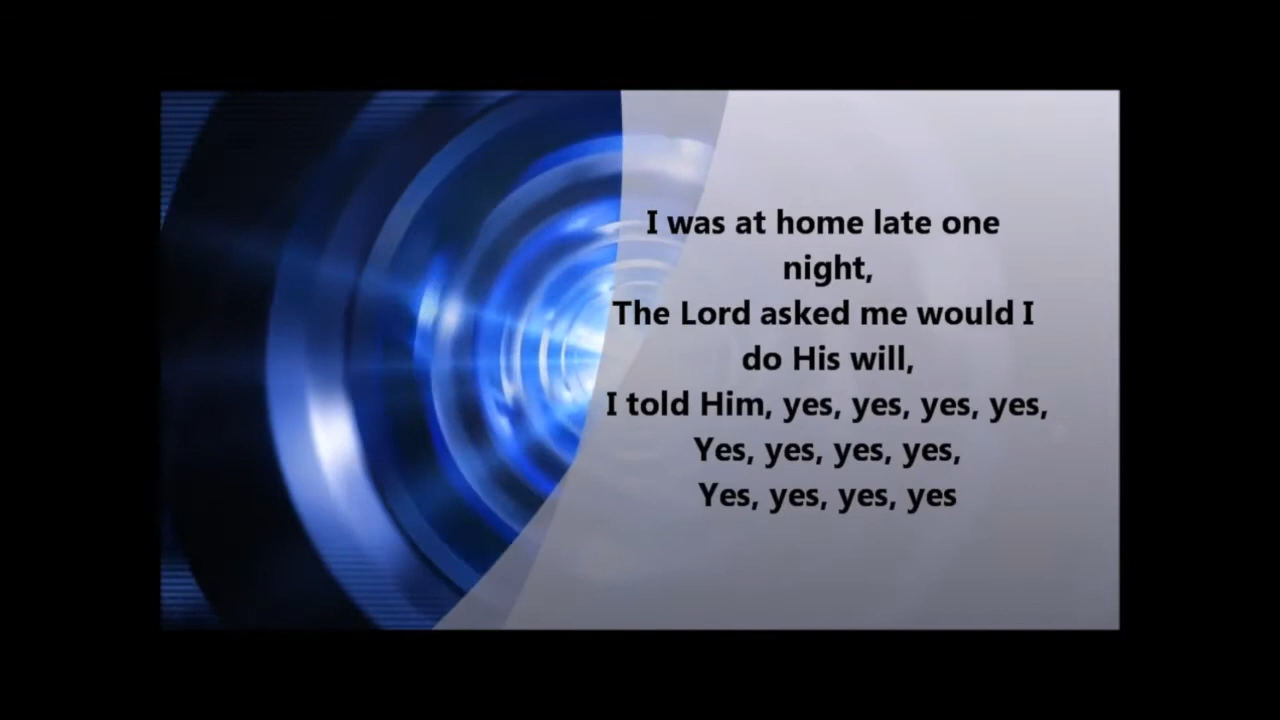 I was at home late one
night,
The Lord asked me would I
do His will,
I told Him, yes, yes, yes, yes,
Yes, yes, yes, yes,
Yes, yes, yes, yes